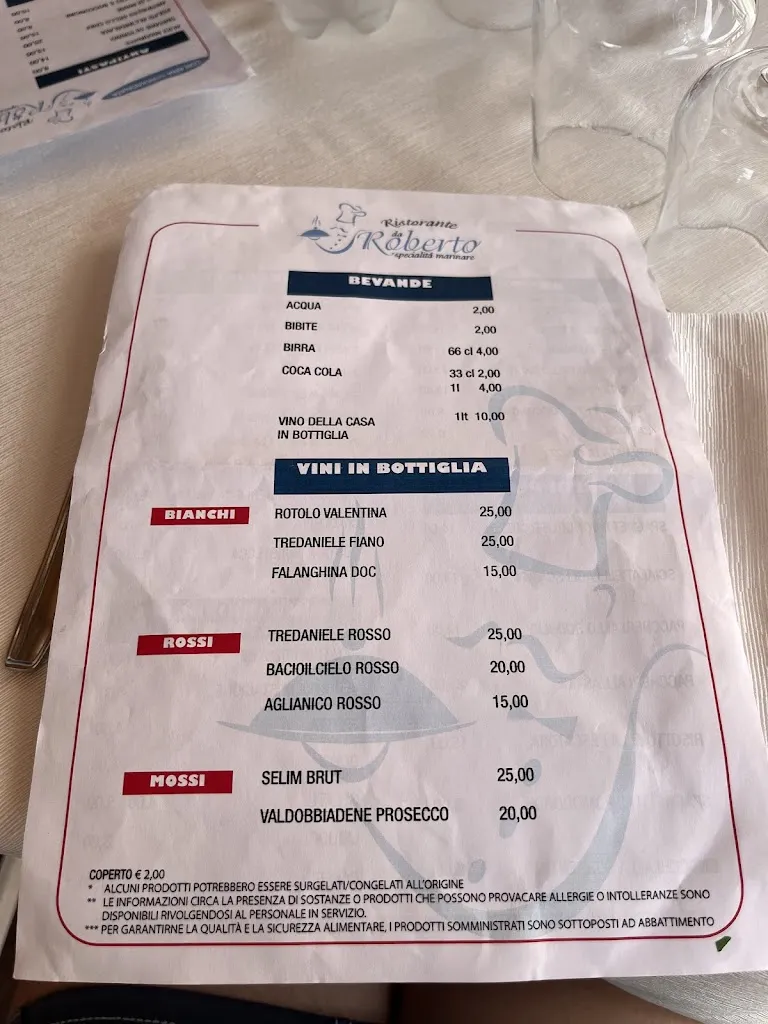 ANTIPASTI
Ristorante
da Roberto
specialità marinare
BEVANDE
ACQUA 2,00
BIBITE 2,00
BIRRA 66 cl 4,00
COCA COLA 33 cl 2,00
1l 4,00
VINO DELLA CASA 1lt 10,00
IN BOTTIGLIA
VINI IN BOTTIGLIA
BIANCHI ROTOLO VALENTINA 25,00
TREDANIELE FIANO 25,00
FALANGHINA DOC 15,00
ROSSI TREDANIELE ROSSO 25,00
BACIOILCIELO ROSSO 20,00
AGLIANICO ROSSO 15,00
MOSSI SELIM BRUT 25,00
VALDOBBIADENE PROSECCO 20,00
COPERTO € 2,00
* ALCUNI PRODOTTI POTREBBERO ESSERE SURGELATI/CONGELATI ALL'ORIGINE
** LE INFORMAZIONI CIRCA LA PRESENZA DI SOSTANZE O PRODOTTI CHE POSSONO PROVACARE ALLERGIE O INTOLLERANZE SONO
DISPONIBILI RIVOLGENDOSI AL PERSONALE IN SERVIZIO.
*** PER GARANTIRNE LA QUALITÀ E LA SICUREZZA ALIMENTARE, I PRODOTTI SOMMINISTRATI SONO SOTTOPOSTI AD ABBATTIMENTO